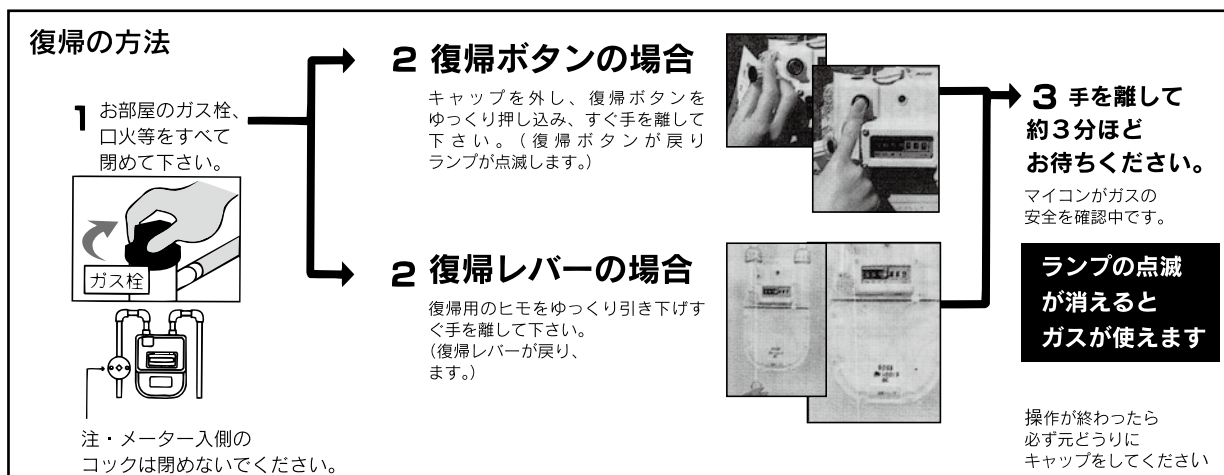 復帰の方法
1 お部屋のガス栓、
口火等をすべて
閉めて下さい。
ガス栓
注・メーター入側の
コックは閉めないでください。
2 復帰ボタンの場合
キャップを外し、復帰ボタンを
ゆっくり押し込み、すぐ手を離して
下さい。(復帰ボタンが戻り
ランプが点滅します。)
2 復帰レバーの場合
復帰用のヒモをゆっくり引き下げす
ぐ手を離して下さい。
(復帰レバーが戻り、
ます。)
3 手を離して
約3分ほど
お待ちください。
マイコンがガスの
安全を確認中です。
ランプの点滅
が消えると
ガスが使えます
操作が終わったら
必ず元どうりに
キャップをしてください